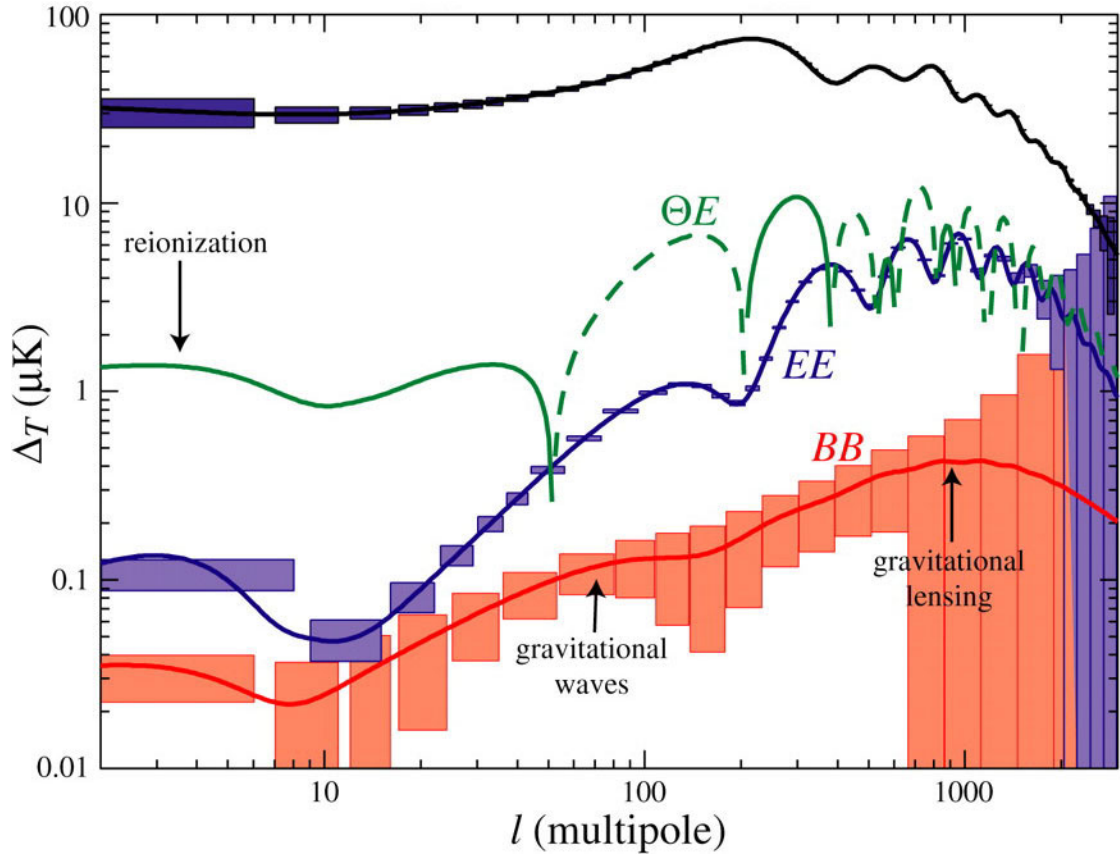 100
10
1
0.1
0.01
Δ_T (μK)
reionization
ΘE
EE
BB
gravitational
waves
gravitational
lensing
10
100
1000
l (multipole)